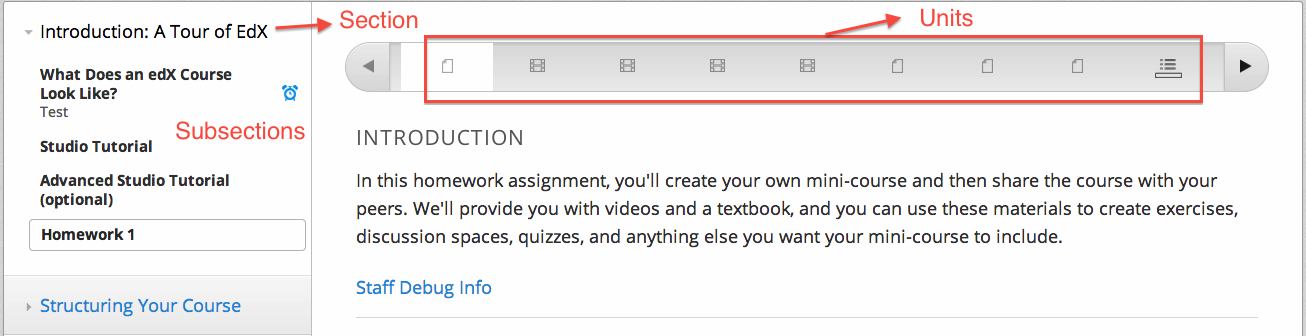 Introduction: A Tour of EdX
Section
Units
What Does an edX Course
Look Like?
Test
Subsections
Studio Tutorial
Advanced Studio Tutorial
(optional)
Homework 1
Structuring Your Course
INTRODUCTION
In this homework assignment, you'll create your own mini-course and then share the course with your
peers. We'll provide you with videos and a textbook, and you can use these materials to create exercises,
discussion spaces, quizzes, and anything else you want your mini-course to include.
Staff Debug Info